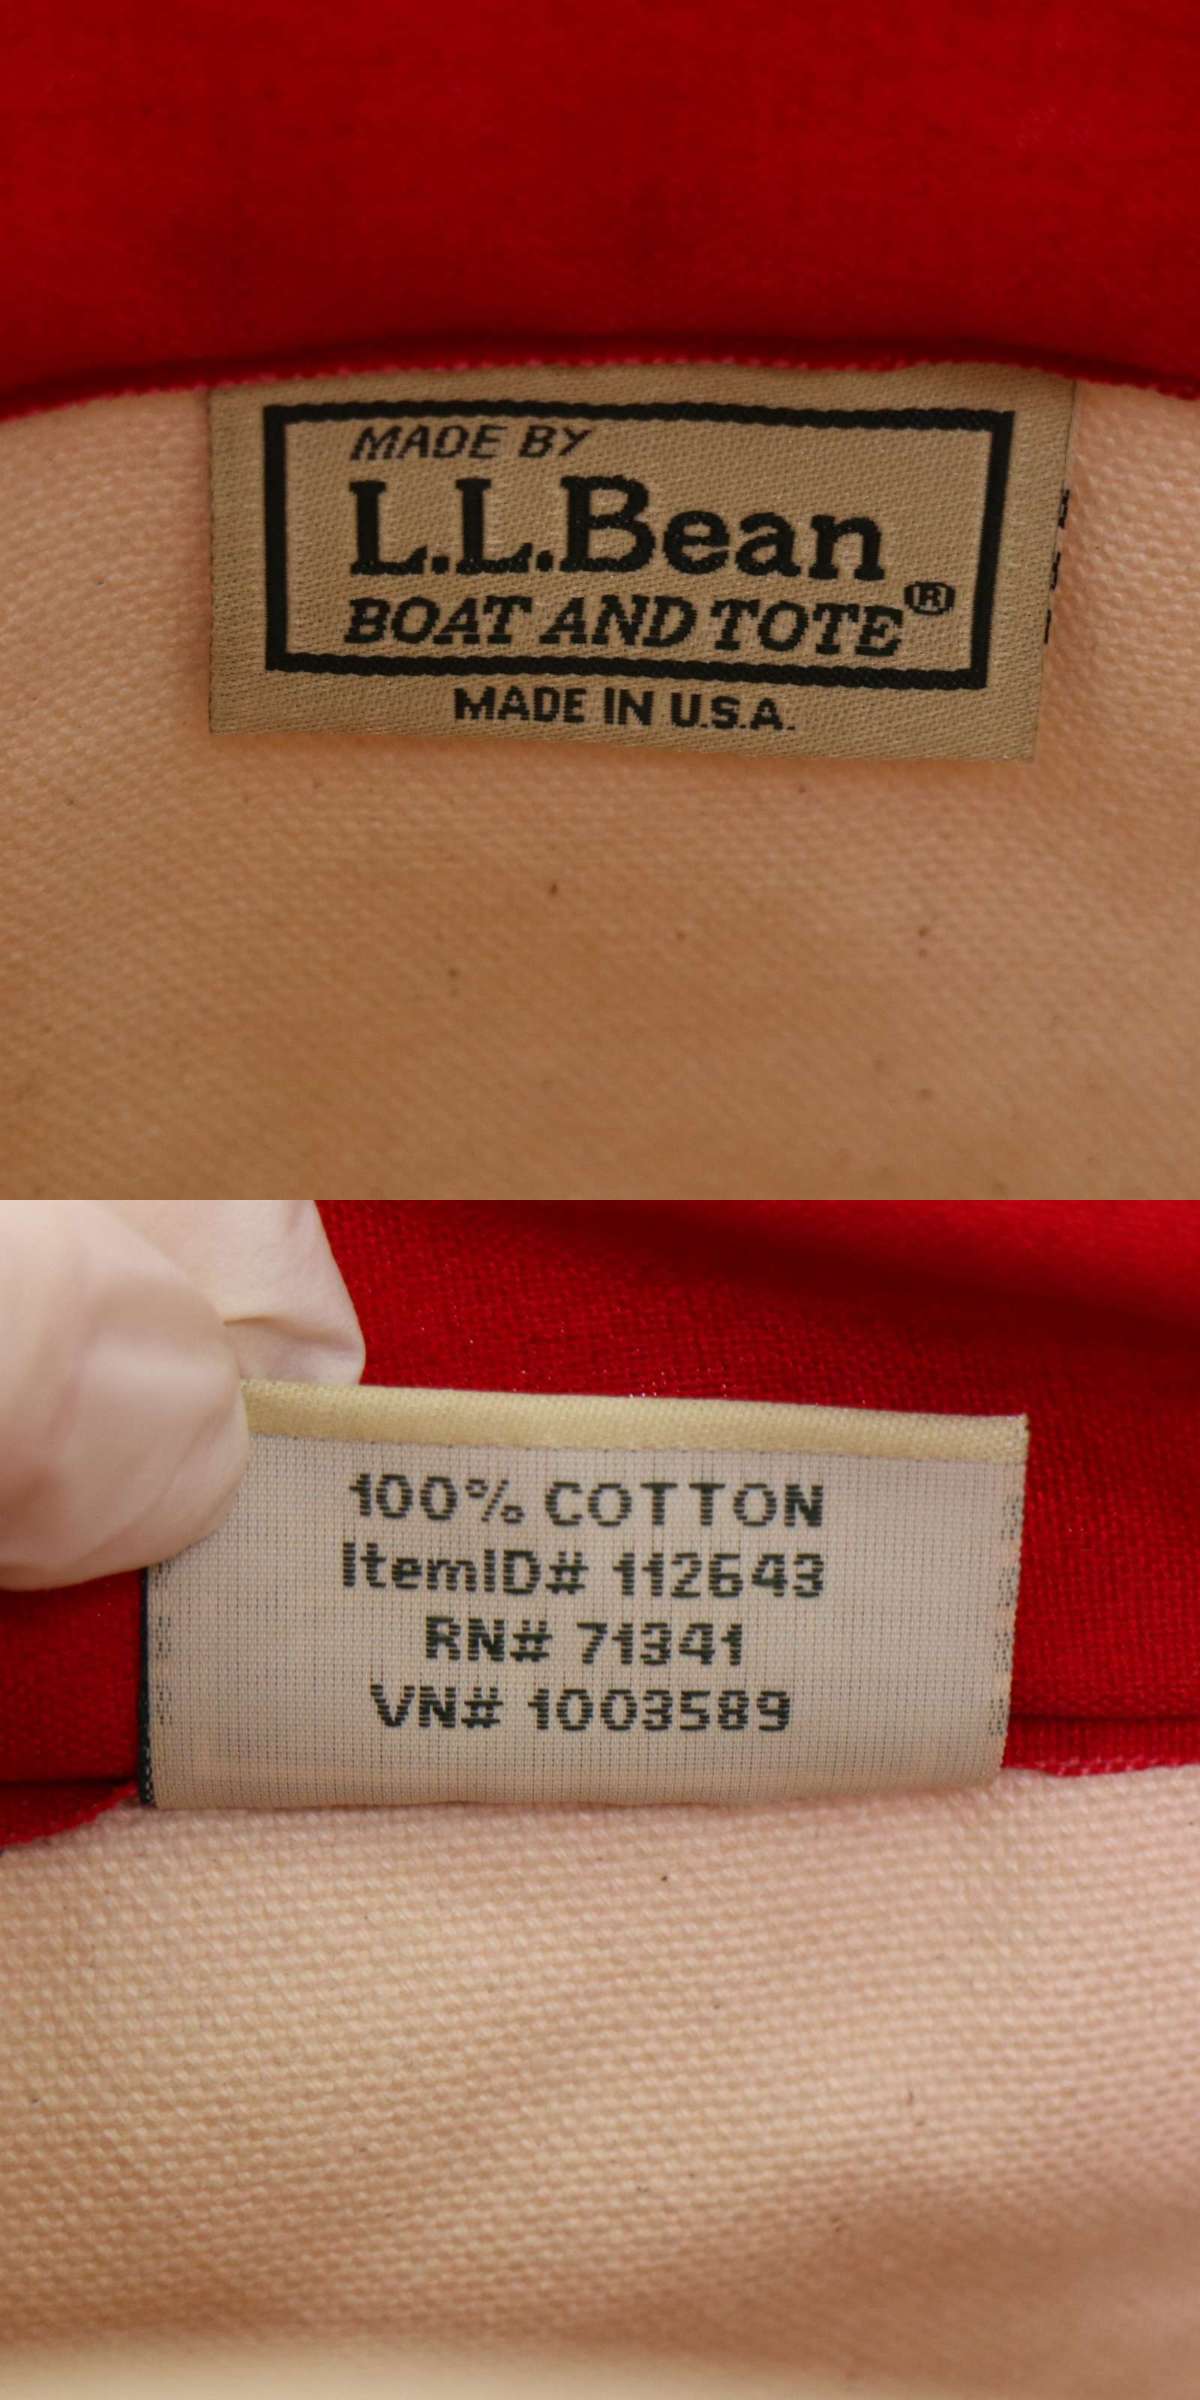 MADE BY
L.L.Bean
BOAT AND TOTE®
MADE IN U.S.A.
100% COTTON
ItemID# 112643
RN# 71341
VN# 1003589